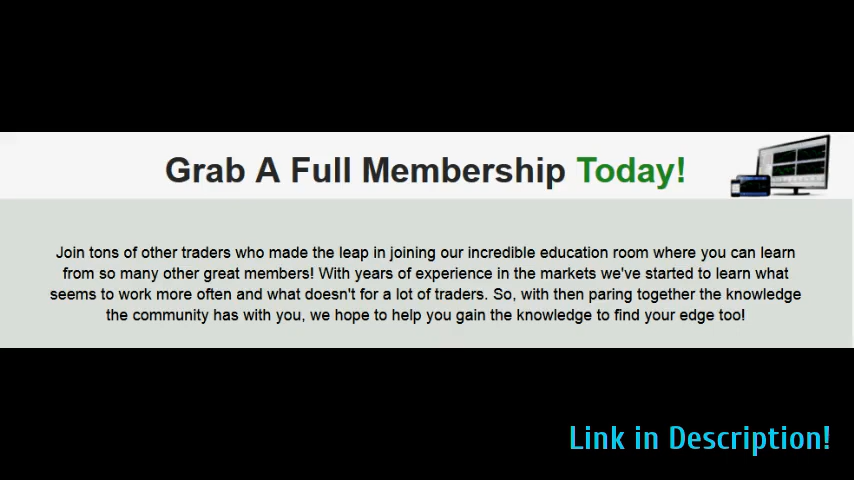 Grab A Full Membership Today!
Join tons of other traders who made the leap in joining our incredible education room where you can learn
from so many other great members! With years of experience in the markets we've started to learn what
seems to work more often and what doesn't for a lot of traders. So, with then paring together the knowledge
the community has with you, we hope to help you gain the knowledge to find your edge too!
Link in Description!